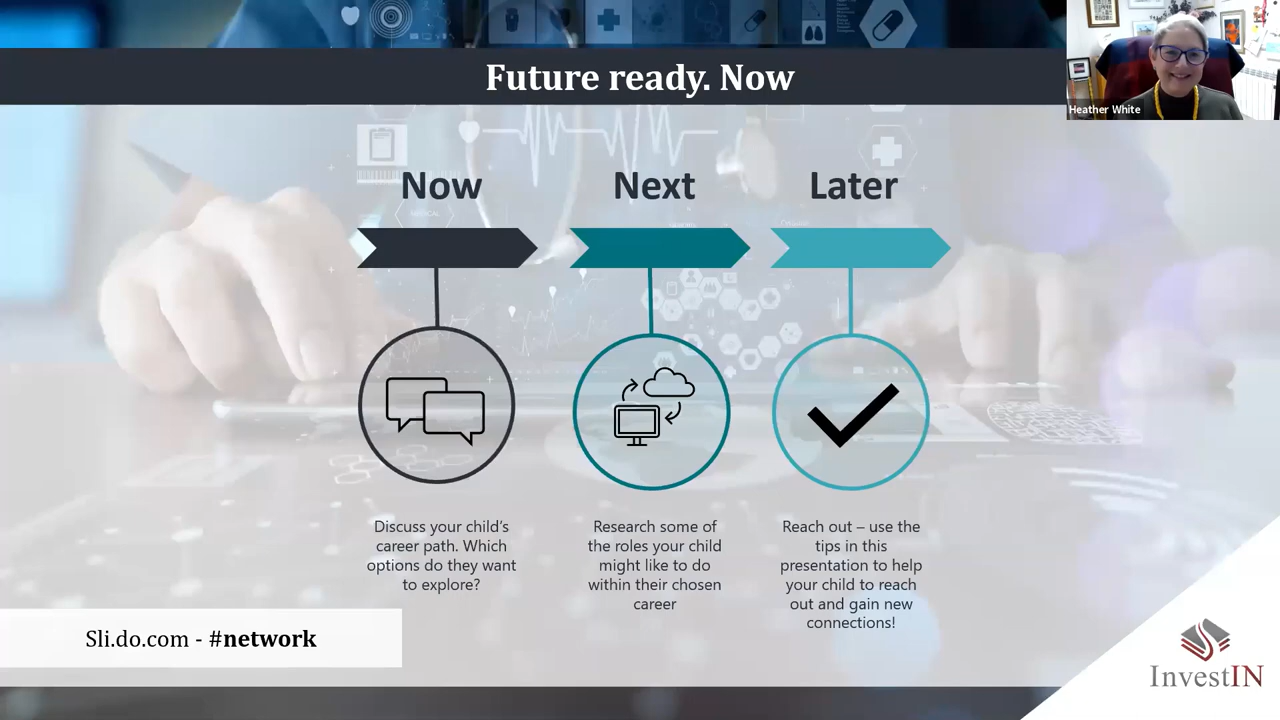 Future ready. Now
Heather White
Now
Next
Later
Discuss your child's
career path. Which
options do they want
to explore?
Research some of
the roles your child
might like to do
within their chosen
career
Reach out – use the
tips in this
presentation to help
your child to reach
out and gain new
connections!
Sli.do.com - #network
InvestIN